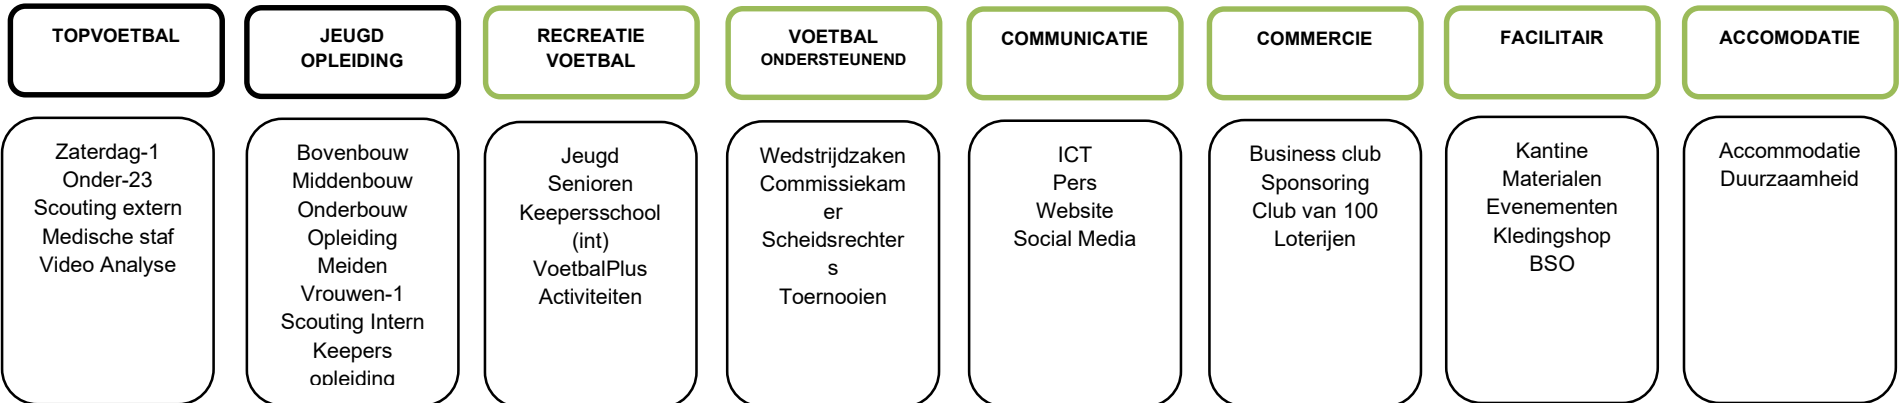 TOPVOETBAL
JEUGD
OPLEIDING
RECREATIE
VOETBAL
VOETBAL
ONDERSTEUNEND
COMMUNICATIE
COMMERCIE
FACILITAIR
ACCOMODATIE
Zaterdag-1
Onder-23
Scouting extern
Medische staf
Video Analyse
Bovenbouw
Middenbouw
Onderbouw
Opleiding
Meiden
Vrouwen-1
Scouting Intern
Keepers
opleiding
Jeugd
Senioren
Keepersschool
(int)
VoetbalPlus
Activiteiten
Wedstrijdzaken
Commissiekam
er
Scheidsrechter
s
Toernooien
ICT
Pers
Website
Social Media
Business club
Sponsoring
Club van 100
Loterijen
Kantine
Materialen
Evenementen
Kledingshop
BSO
Accommodatie
Duurzaamheid